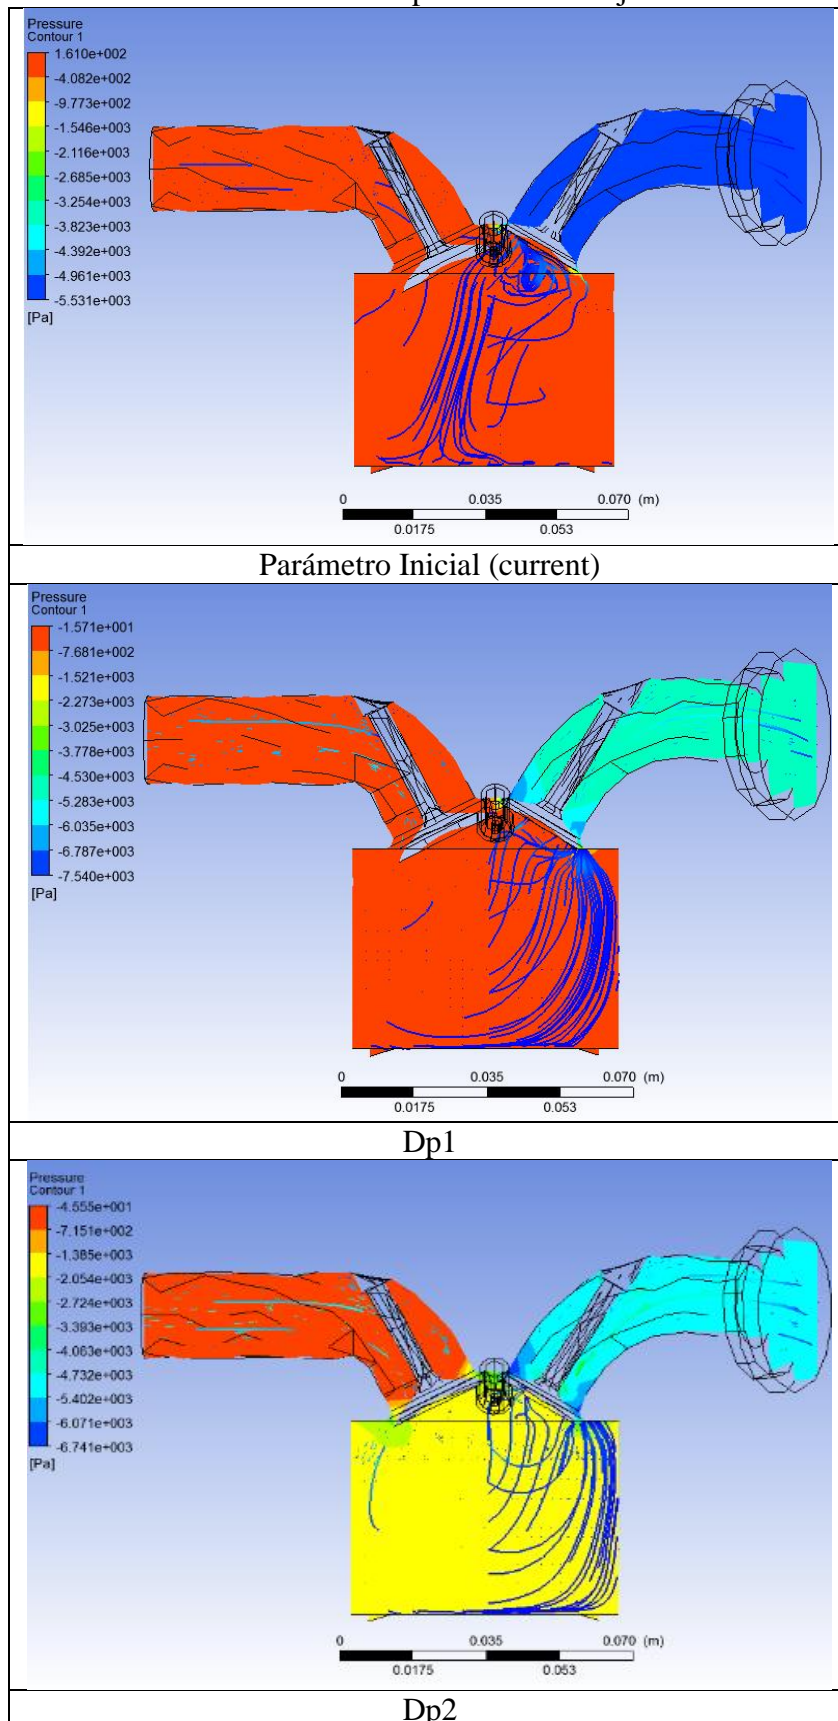 Pressure
Contour 1
1.610e+002
-4.082e+002
-9.773e+002
-1.546e+003
-2.116e+003
-2.685e+003
-3.254e+003
-3.823e+003
-4.392e+003
-4.961e+003
-5.531e+003
[Pa]
0 0.035 0.070 (m)
0.0175 0.053
Parámetro Inicial (current)
Pressure
Contour 1
-1.571e+001
-7.681e+002
-1.521e+003
-2.273e+003
-3.025e+003
-3.778e+003
-4.530e+003
-5.283e+003
-6.035e+003
-6.787e+003
-7.540e+003
[Pa]
0 0.035 0.070 (m)
0.0175 0.053
Dp1
Pressure
Contour 1
-4.555e+001
-7.151e+002
-1.385e+003
-2.054e+003
-2.724e+003
-3.393e+003
-4.063e+003
-4.732e+003
-5.402e+003
-6.071e+003
-6.741e+003
[Pa]
0 0.035 0.070 (m)
0.0175 0.053
Dp2